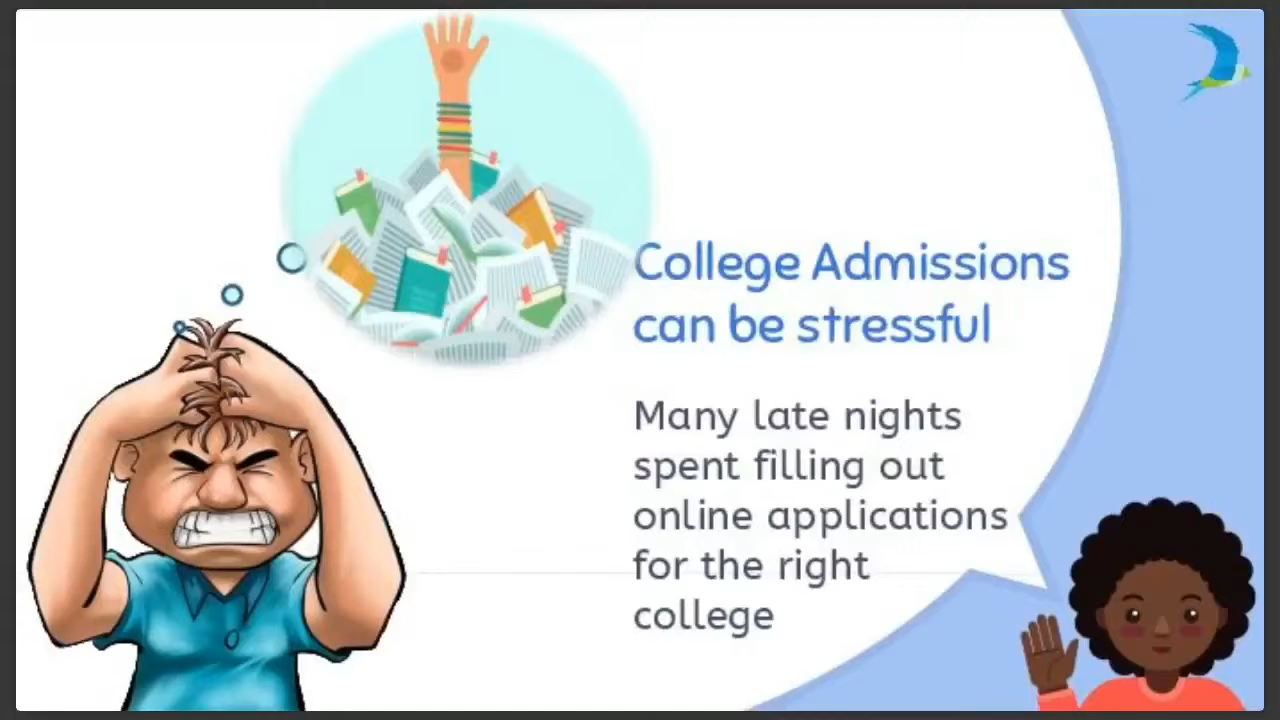 College Admissions
can be stressful
Many late nights
spent filling out
online applications
for the right
college